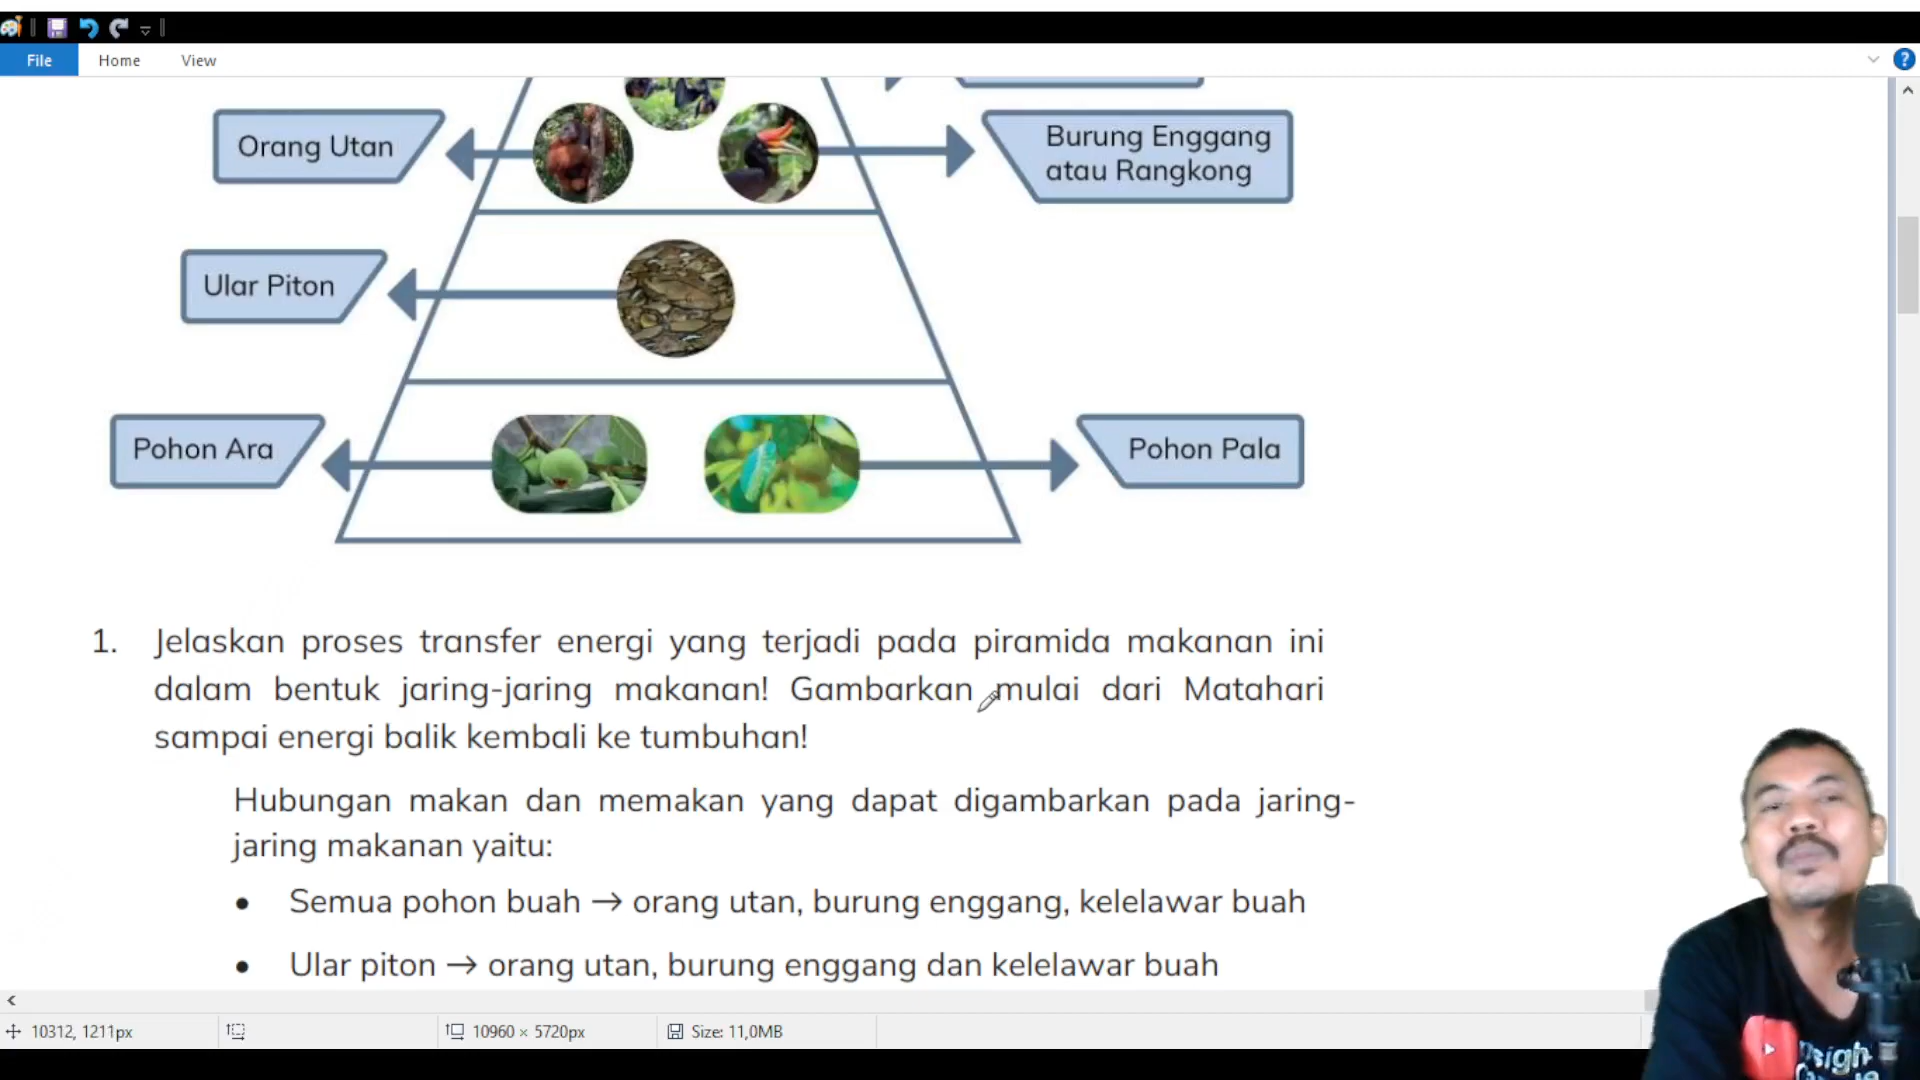 File Home View
Orang Utan
Burung Enggang
atau Rangkong
Ular Piton
Pohon Ara
Pohon Pala
1. Jelaskan proses transfer energi yang terjadi pada piramida makanan ini
dalam bentuk jaring-jaring makanan! Gambarkan mulai dari Matahari
sampai energi balik kembali ke tumbuhan!
Hubungan makan dan memakan yang dapat digambarkan pada jaring-
jaring makanan yaitu:
• Semua pohon buah → orang utan, burung enggang, kelelawar buah
• Ular piton → orang utan, burung enggang dan kelelawar buah
10312, 1211px 10960 × 5720px Size: 11,0MB